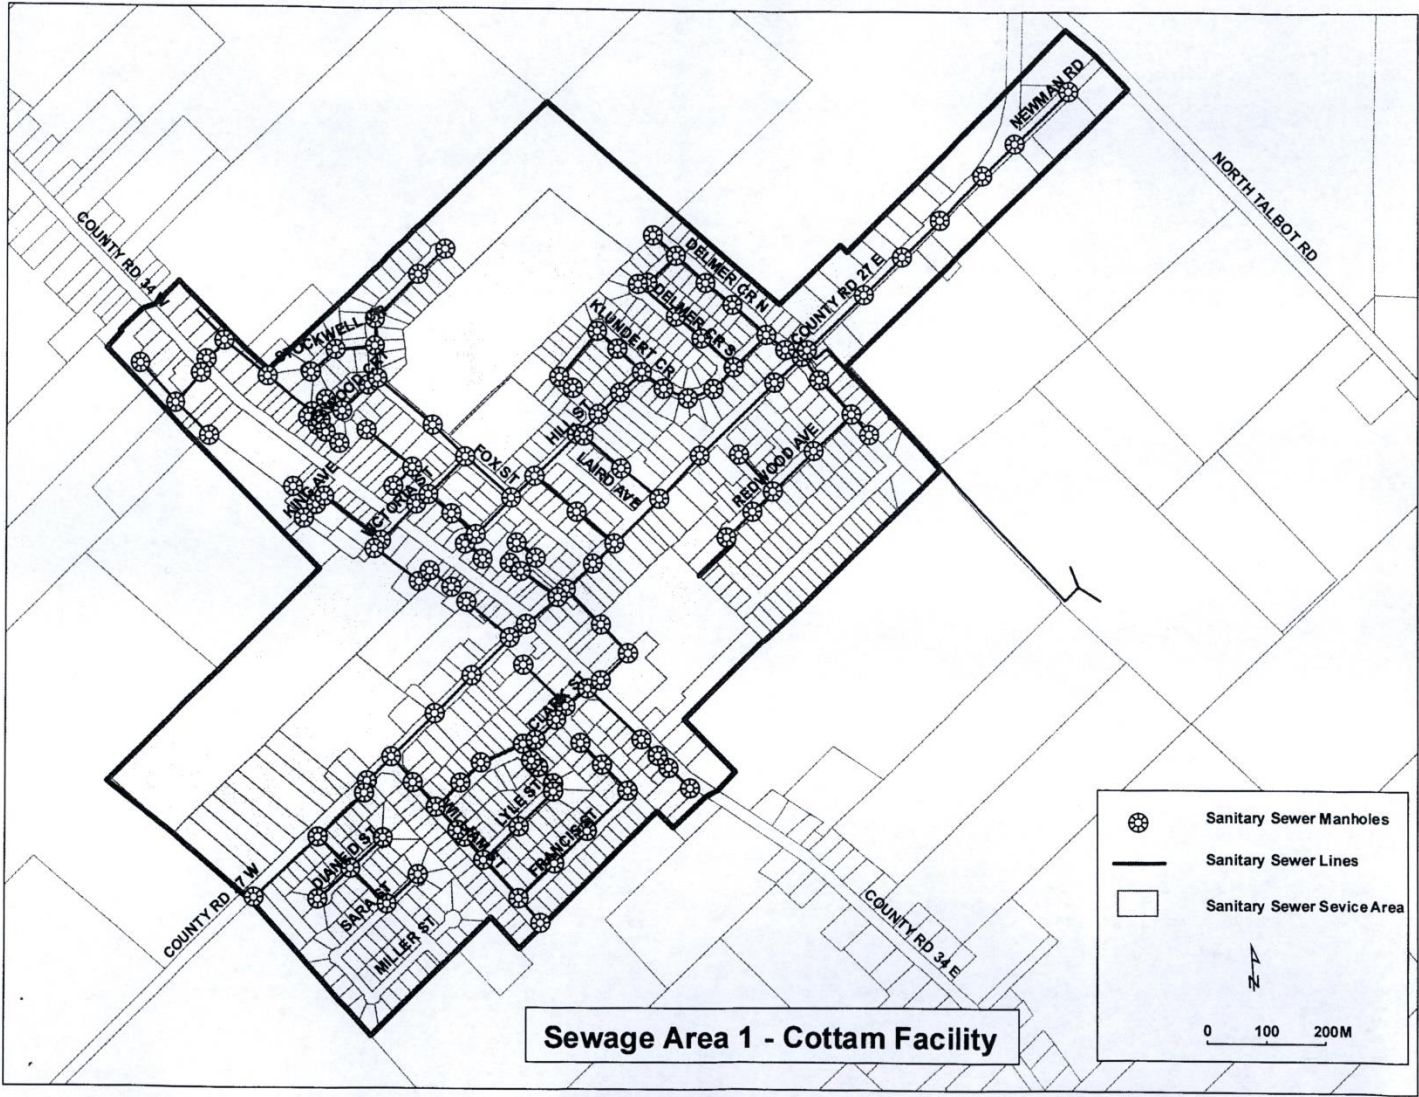 NEWMAN RD
NORTH TALBOT RD
COUNTY RD 34 W
DELMER CR N
COUNTY RD 27 E
DELMER CR S
KLUNDERT CR
STOCKWELL
HILL ST
FOX ST
LAIRD AVE
REDWOOD AVE
KING AVE
VICTORIA ST
CLARK ST
LYLE ST
WILLIAM ST
FRANCIS ST
DIANED ST
SARA ST
MILLER ST
COUNTY RD 27 W
COUNTY RD 34 E
Sanitary Sewer Manholes
Sanitary Sewer Lines
Sanitary Sewer Sevice Area
N
0 100 200M
Sewage Area 1 - Cottam Facility